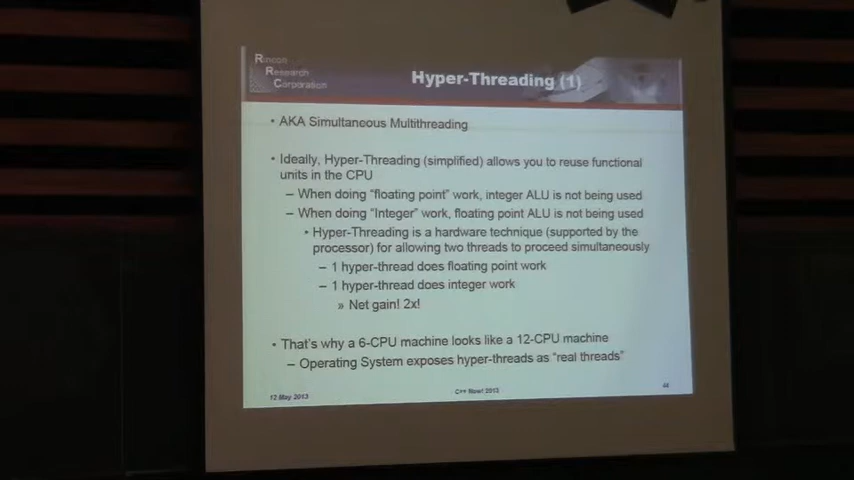 Rincon
Research
Corporation
Hyper-Threading (1)
• AKA Simultaneous Multithreading
• Ideally, Hyper-Threading (simplified) allows you to reuse functional
units in the CPU
– When doing "floating point" work, integer ALU is not being used
– When doing "Integer" work, floating point ALU is not being used
• Hyper-Threading is a hardware technique (supported by the
processor) for allowing two threads to proceed simultaneously
– 1 hyper-thread does floating point work
– 1 hyper-thread does integer work
» Net gain! 2x!
• That's why a 6-CPU machine looks like a 12-CPU machine
– Operating System exposes hyper-threads as "real threads"
12 May 2013
C++ Now! 2013